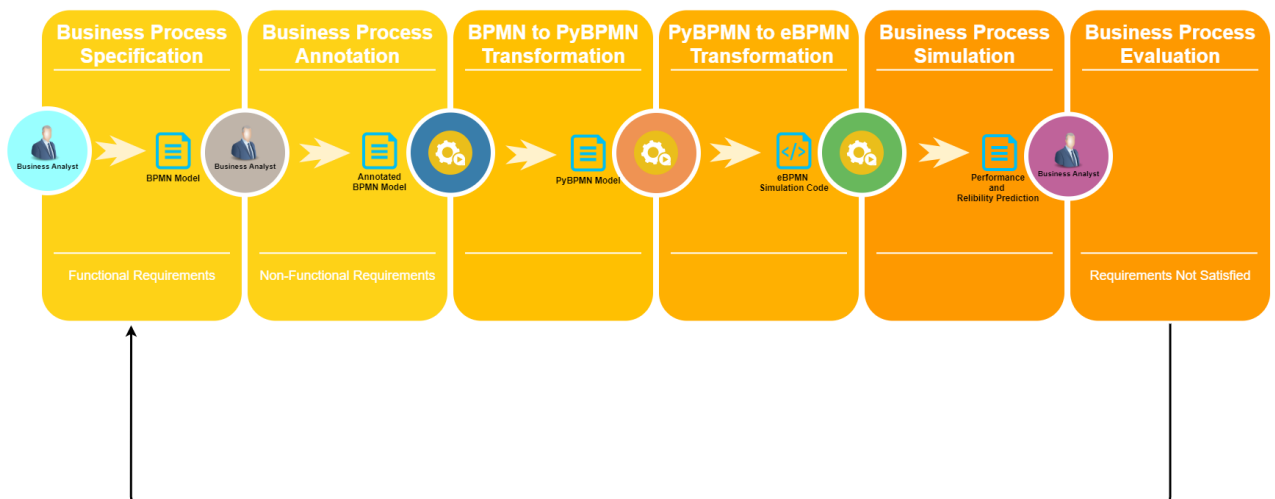 Business Process
Specification
Business Process
Annotation
BPMN to PyBPMN
Transformation
PyBPMN to eBPMN
Transformation
Business Process
Simulation
Business Process
Evaluation
Business Analyst
BPMN Model
Business Analyst
Annotated
BPMN Model
PyBPMN Model
</>
eBPMN
Simulation Code
Performance
and
Relibility Prediction
Business Analyst
Functional Requirements
Non-Functional Requirements
Requirements Not Satisfied